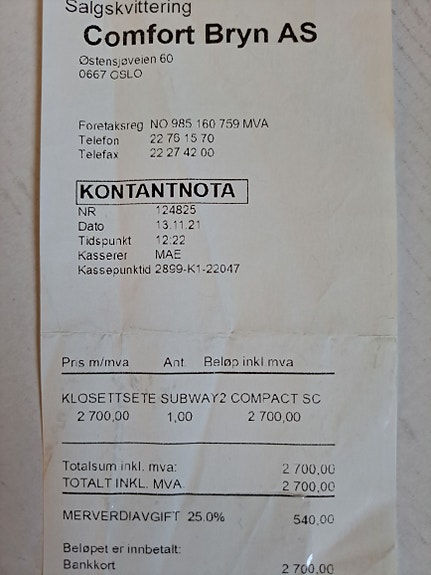 Salgskvittering
Comfort Bryn AS
Østensjøveien 60
0667 OSLO
Foretaksreg NO 985 160 759 MVA
Telefon 22 76 15 70
Telefax 22 27 42 00
KONTANTNOTA
NR 124825
Dato 13.11.21
Tidspunkt 12:22
Kasserer MAE
Kassepunktid 2899-K1-22047
Pris m/mva Ant. Beløp inkl mva
KLOSETTSETE SUBWAY2 COMPACT SC
2 700,00 1,00 2 700,00
Totalsum inkl. mva: 2 700,00
TOTALT INKL. MVA 2 700,00
MERVERDIAVGIFT 25.0% 540,00
Beløpet er innbetalt:
Bankkort 2 700,00